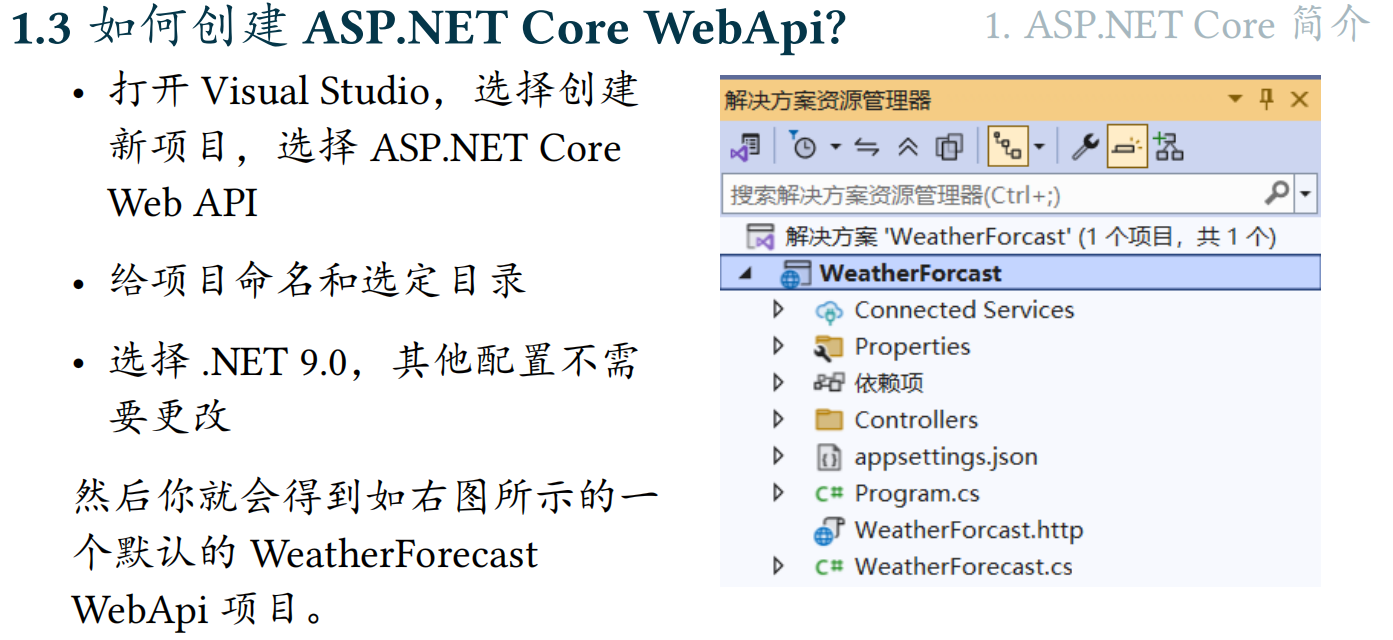 1.3 如何创建 ASP.NET Core WebApi?
1. ASP.NET Core 简介
• 打开 Visual Studio，选择创建
新项目，选择 ASP.NET Core
Web API
• 给项目命名和选定目录
• 选择 .NET 9.0，其他配置不需
要更改
然后你就会得到如右图所示的一
个默认的 WeatherForecast
WebApi 项目。
解决方案资源管理器
搜索解决方案资源管理器(Ctrl+;)
解决方案 'WeatherForcast' (1 个项目，共 1 个)
WeatherForcast
Connected Services
Properties
依赖项
Controllers
appsettings.json
C# Program.cs
WeatherForcast.http
C# WeatherForecast.cs